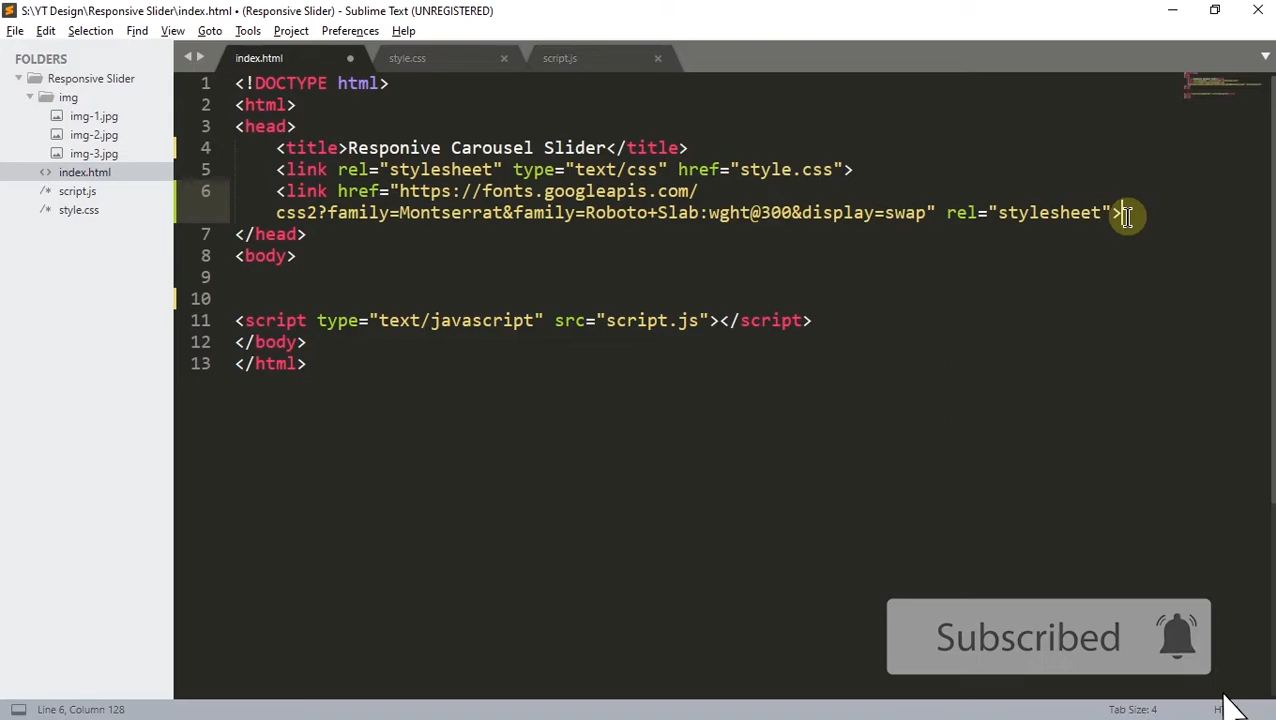 S:\YT Design\Responsive Slider\index.html • (Responsive Slider) - Sublime Text (UNREGISTERED)
File Edit Selection Find View Goto Tools Project Preferences Help
FOLDERS
Responsive Slider
img
img-1.jpg
img-2.jpg
img-3.jpg
index.html
script.js
style.css
index.html style.css script.js
1 <!DOCTYPE html>
2 <html>
3 <head>
4 <title>Responive Carousel Slider</title>
5 <link rel="stylesheet" type="text/css" href="style.css">
6 <link href="https://fonts.googleapis.com/
css2?family=Montserrat&family=Roboto+Slab:wght@300&display=swap" rel="stylesheet">
7 </head>
8 <body>
9
10
11 <script type="text/javascript" src="script.js"></script>
12 </body>
13 </html>
Subscribed
Line 6, Column 128
Tab Size: 4